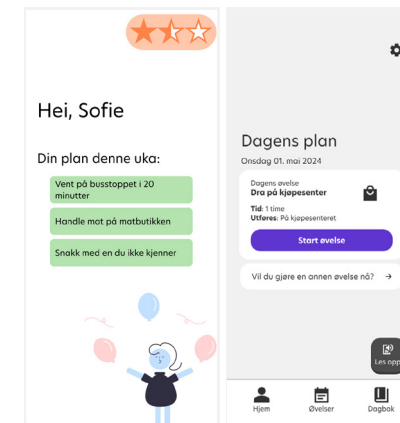 Hei, Sofie
Din plan denne uka:
Vent på busstoppet i 20
minutter
Handle mat på matbutikken
Snakk med en du ikke kjenner
Dagens plan
Onsdag 01. mai 2024
Dagens øvelse
Dra på kjøpesenter
Tid: 1 time
Utføres: På kjøpesenteret
Start øvelse
Vil du gjøre en annen øvelse nå?
Les opp
Hjem
Øvelser
Dagbok